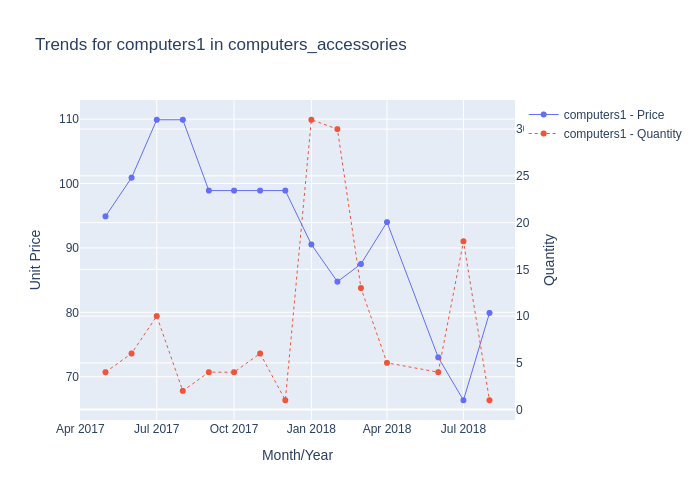 Trends for computers1 in computers_accessories
computers1 - Price
computers1 - Quantity
110
100
90
80
70
30
25
20
15
10
5
0
Unit Price
Quantity
Apr 2017
Jul 2017
Oct 2017
Jan 2018
Apr 2018
Jul 2018
Month/Year